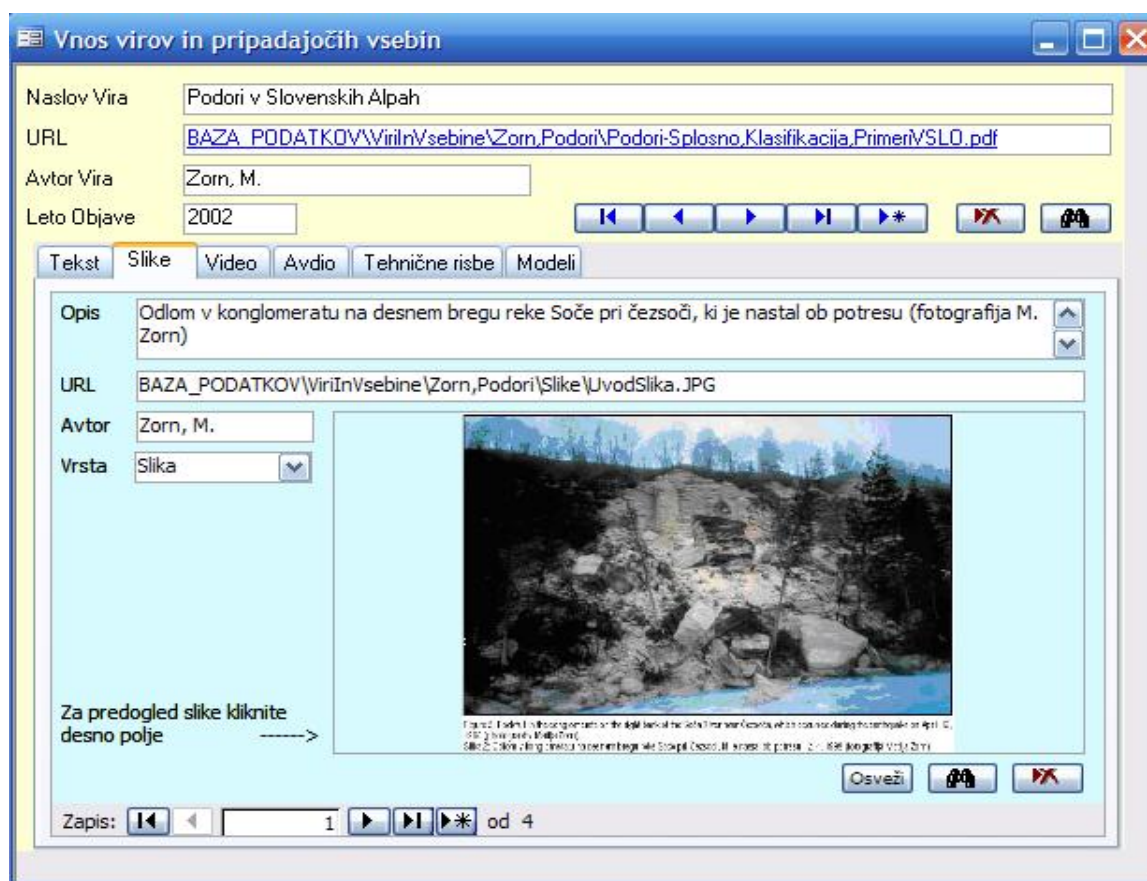 Vnos virov in pripadajočih vsebin
Naslov Vira Podori v Slovenskih Alpah
URL BAZA_PODATKOV\ViriInVsebine\Zorn,Podori\Podori-Splosno,Klasifikacija,PrimeriVSLO.pdf
Avtor Vira Zorn, M.
Leto Objave 2002
Tekst Slike Video Avdio Tehnične risbe Modeli
Opis Odlom v konglomeratu na desnem bregu reke Soče pri čezsoči, ki je nastal ob potresu (fotografija M.
Zorn)
URL BAZA_PODATKOV\ViriInVsebine\Zorn,Podori\Slike\UvodSlika.JPG
Avtor Zorn, M.
Vrsta Slika
Za predogled slike kliknite
desno polje ------>
Osveži
Zapis: 1 od 4